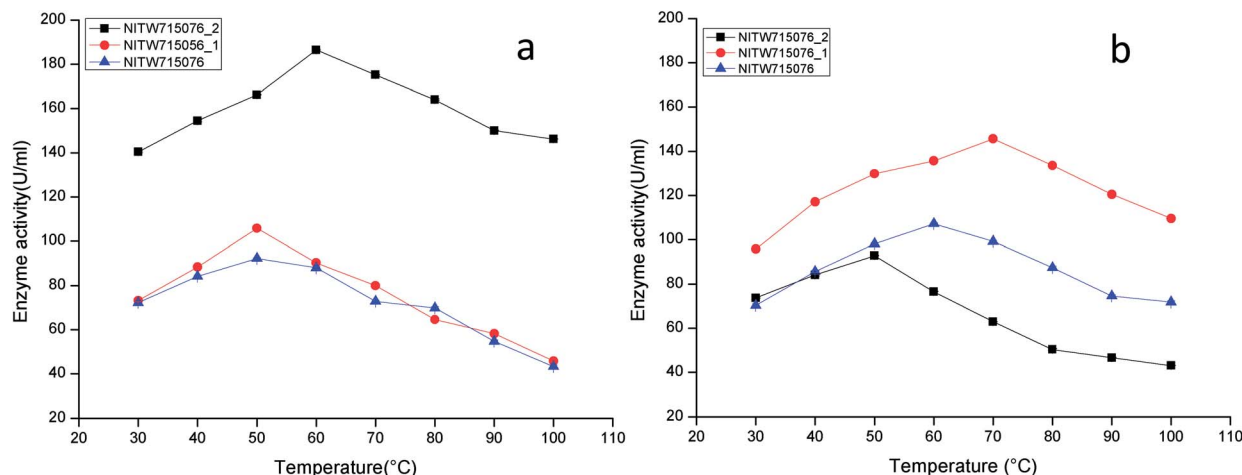 NITW715076_2
NITW715056_1
NITW715076
a
Enzyme activity(U/ml)
200
180
160
140
120
100
80
60
40
20
20 30 40 50 60 70 80 90 100 110
Temperature(°C)
NITW715076_2
NITW715076_1
NITW715076
b
Enzyme activity(U/ml)
200
180
160
140
120
100
80
60
40
20
20 30 40 50 60 70 80 90 100 110
Temperature (°C)